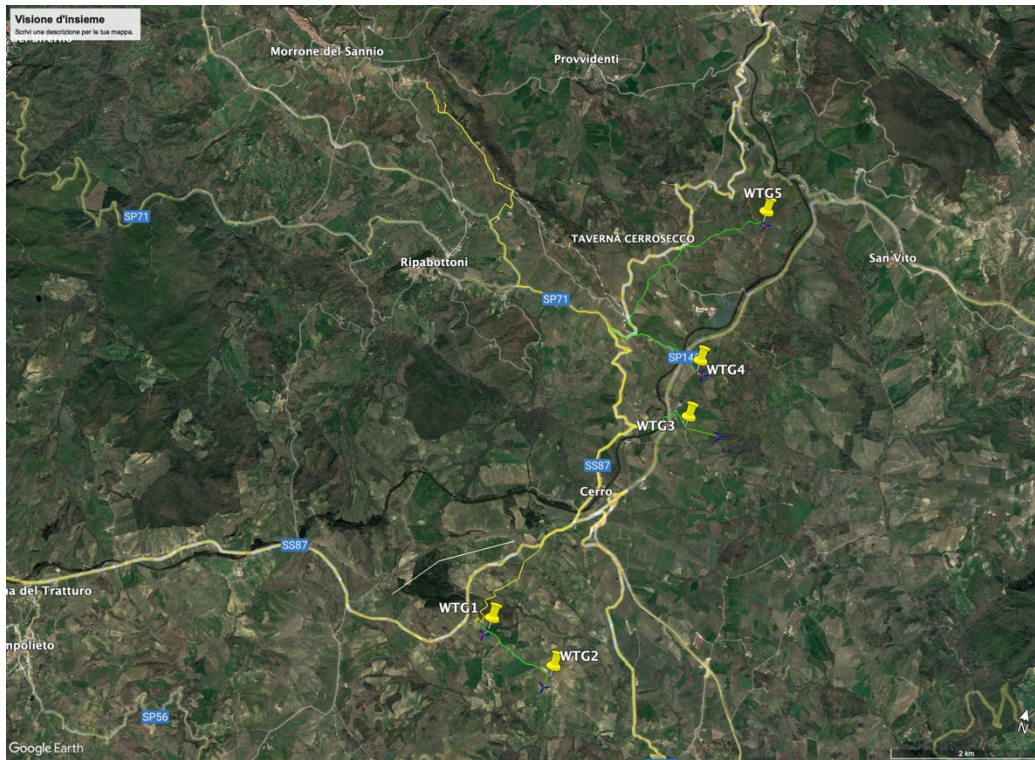 Visione d'insieme
Scrivi una descrizione per la tua mappa.
Morrone del Sannio
Provvidenti
WTG5
SP71
TAVERNA CERROSECCO
San Vito
Ripabottoni
SP71
WTG4
WTG3
SS87
Cerro
SS87
na del Tratturo
WTG1
mpolieto
WTG2
SP56
N
Google Earth
2 km